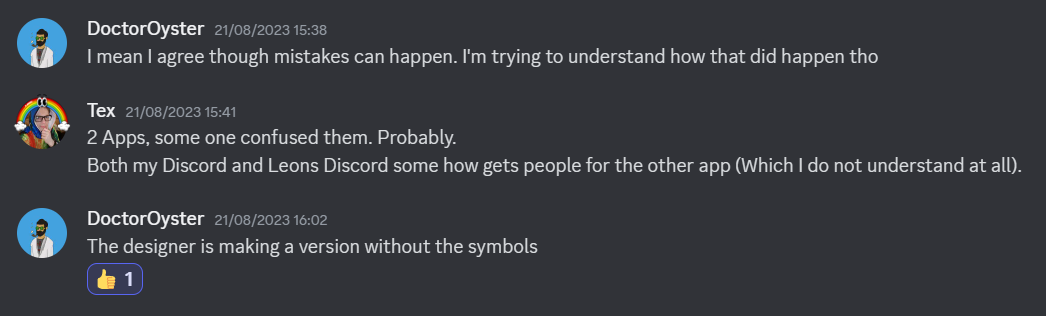 DoctorOyster 21/08/2023 15:38
I mean I agree though mistakes can happen. I'm trying to understand how that did happen tho
Tex 21/08/2023 15:41
2 Apps, some one confused them. Probably.
Both my Discord and Leons Discord some how gets people for the other app (Which I do not understand at all).
DoctorOyster 21/08/2023 16:02
The designer is making a version without the symbols
👍 1